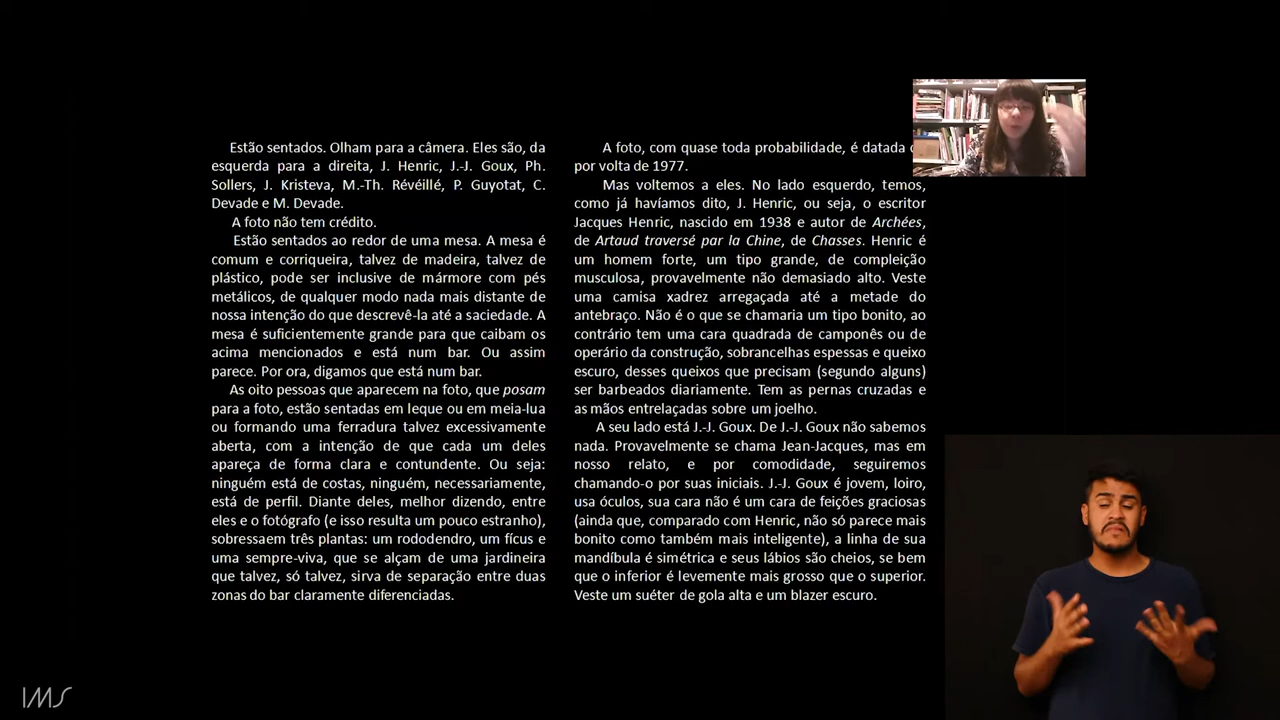 Estão sentados. Olham para a câmera. Eles são, da
esquerda para a direita, J. Henric, J.-J. Goux, Ph.
Sollers, J. Kristeva, M.-Th. Révéillé, P. Guyotat, C.
Devade e M. Devade.
A foto não tem crédito.
Estão sentados ao redor de uma mesa. A mesa é
comum e corriqueira, talvez de madeira, talvez de
plástico, pode ser inclusive de mármore com pés
metálicos, de qualquer modo nada mais distante de
nossa intenção do que descrevê-la até a saciedade. A
mesa é suficientemente grande para que caibam os
acima mencionados e está num bar. Ou assim
parece. Por ora, digamos que está num bar.
As oito pessoas que aparecem na foto, que posam
para a foto, estão sentadas em leque ou em meia-lua
ou formando uma ferradura talvez excessivamente
aberta, com a intenção de que cada um deles
apareça de forma clara e contundente. Ou seja:
ninguém está de costas, ninguém, necessariamente,
está de perfil. Diante deles, melhor dizendo, entre
eles e o fotógrafo (e isso resulta um pouco estranho),
sobressaem três plantas: um rododendro, um fícus e
uma sempre-viva, que se alçam de uma jardineira
que talvez, só talvez, sirva de separação entre duas
zonas do bar claramente diferenciadas.
A foto, com quase toda probabilidade, é datada
por volta de 1977.
Mas voltemos a eles. No lado esquerdo, temos,
como já havíamos dito, J. Henric, ou seja, o escritor
Jacques Henric, nascido em 1938 e autor de Archées,
de Artaud traversé par la Chine, de Chasses. Henric é
um homem forte, um tipo grande, de compleição
musculosa, provavelmente não demasiado alto. Veste
uma camisa xadrez arregaçada até a metade do
antebraço. Não é o que se chamaria um tipo bonito, ao
contrário tem uma cara quadrada de camponês ou de
operário da construção, sobrancelhas espessas e queixo
escuro, desses queixos que precisam (segundo alguns)
ser barbeados diariamente. Tem as pernas cruzadas e
as mãos entrelaçadas sobre um joelho.
A seu lado está J.-J. Goux. De J.-J. Goux não sabemos
nada. Provavelmente se chama Jean-Jacques, mas em
nosso relato, e por comodidade, seguiremos
chamando-o por suas iniciais. J.-J. Goux é jovem, loiro,
usa óculos, sua cara não é um cara de feições graciosas
(ainda que, comparado com Henric, não só parece mais
bonito como também mais inteligente), a linha de sua
mandíbula é simétrica e seus lábios são cheios, se bem
que o inferior é levemente mais grosso que o superior.
Veste um suéter de gola alta e um blazer escuro.
IMS